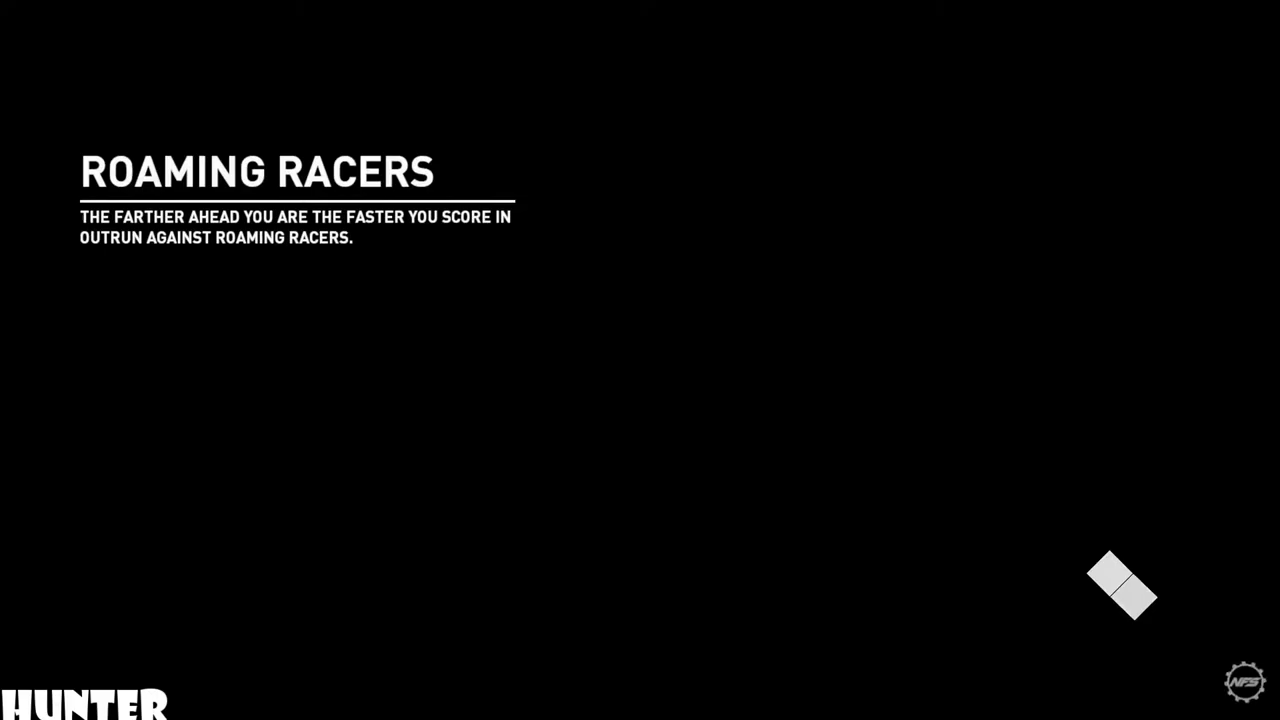 ROAMING RACERS
THE FARTHER AHEAD YOU ARE THE FASTER YOU SCORE IN
OUTRUN AGAINST ROAMING RACERS.
NFS
HUNTER